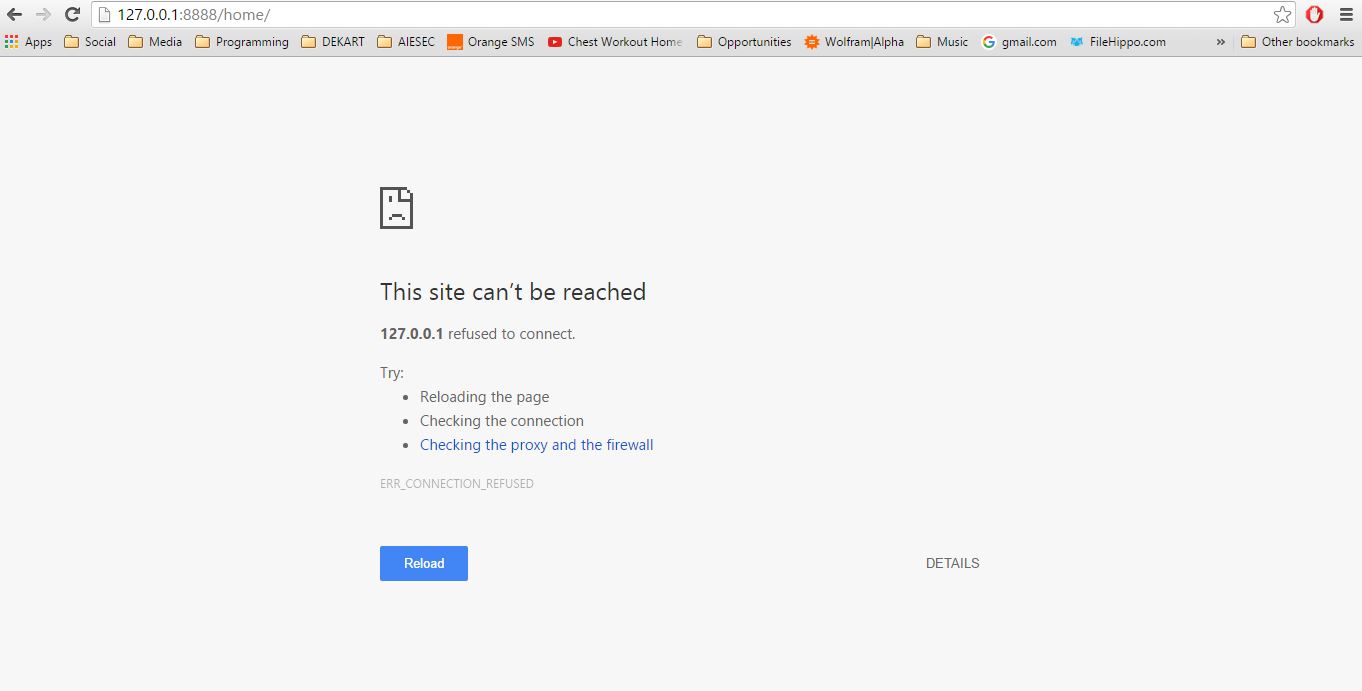 127.0.0.1:8888/home/
Apps Social Media Programming DEKART AIESEC Orange SMS Chest Workout Home Opportunities Wolfram|Alpha Music gmail.com FileHippo.com » Other bookmarks
This site can’t be reached
127.0.0.1 refused to connect.
Try:
• Reloading the page
• Checking the connection
• Checking the proxy and the firewall
ERR_CONNECTION_REFUSED
Reload DETAILS